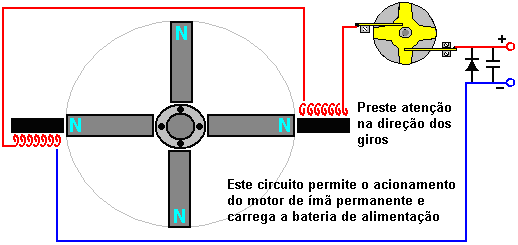 N
N
N
N
+
−
Preste atenção
na direção dos
giros
Este circuito permite o acionamento
do motor de ímã permanente e
carrega a bateria de alimentação